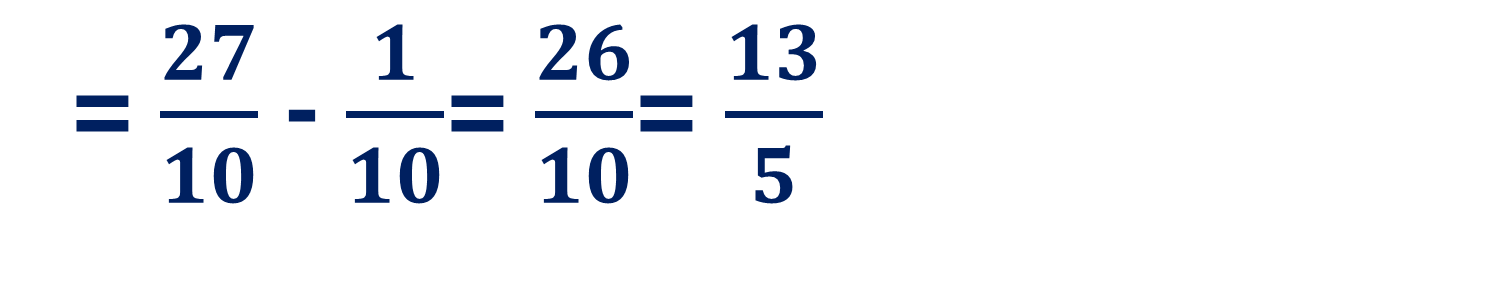 = 27/10 - 1/10 = 26/10 = 13/5